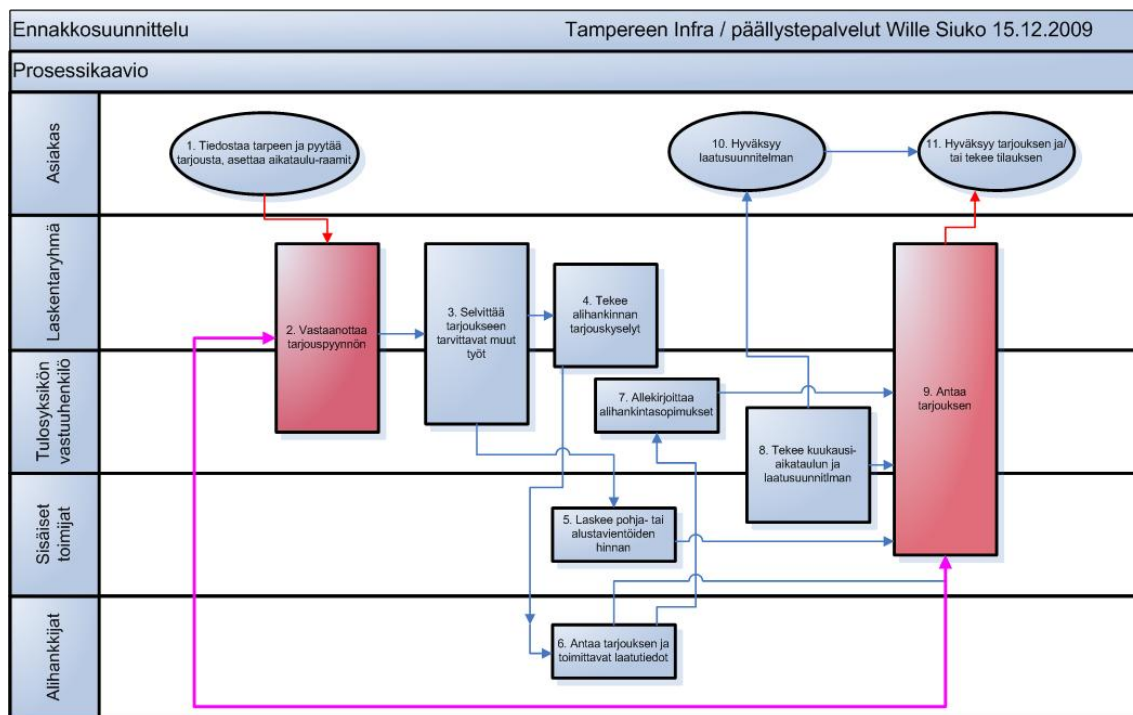 Ennakkosuunnittelu
Tampereen Infra / päällystepalvelut Wille Siuko 15.12.2009
Prosessikaavio
Asiakas
1. Tiedostaa tarpeen ja pyytää
tarjousta, asettaa aikataulu-raamit
10. Hyväksyy
laatusuunnitelman
11. Hyväksyy tarjouksen ja/
tai tekee tilauksen
Laskentaryhmä
2. Vastaanottaa
tarjouspyynnön
3. Selvittää
tarjoukseen
tarvittavat muut
työt
4. Tekee
alihankinnan
tarjouskyselyt
Tulosyksikön
vastuuhenkilö
7. Allekirjoittaa
alihankintasopimukset
8. Tekee kuukausi-
aikataulun ja
laatusuunnitlman
9. Antaa
tarjouksen
Sisäiset
toimijat
5. Laskee pohja- tai
alustavientöiden
hinnan
Alihankkijat
6. Antaa tarjouksen ja
toimittavat laatutiedot